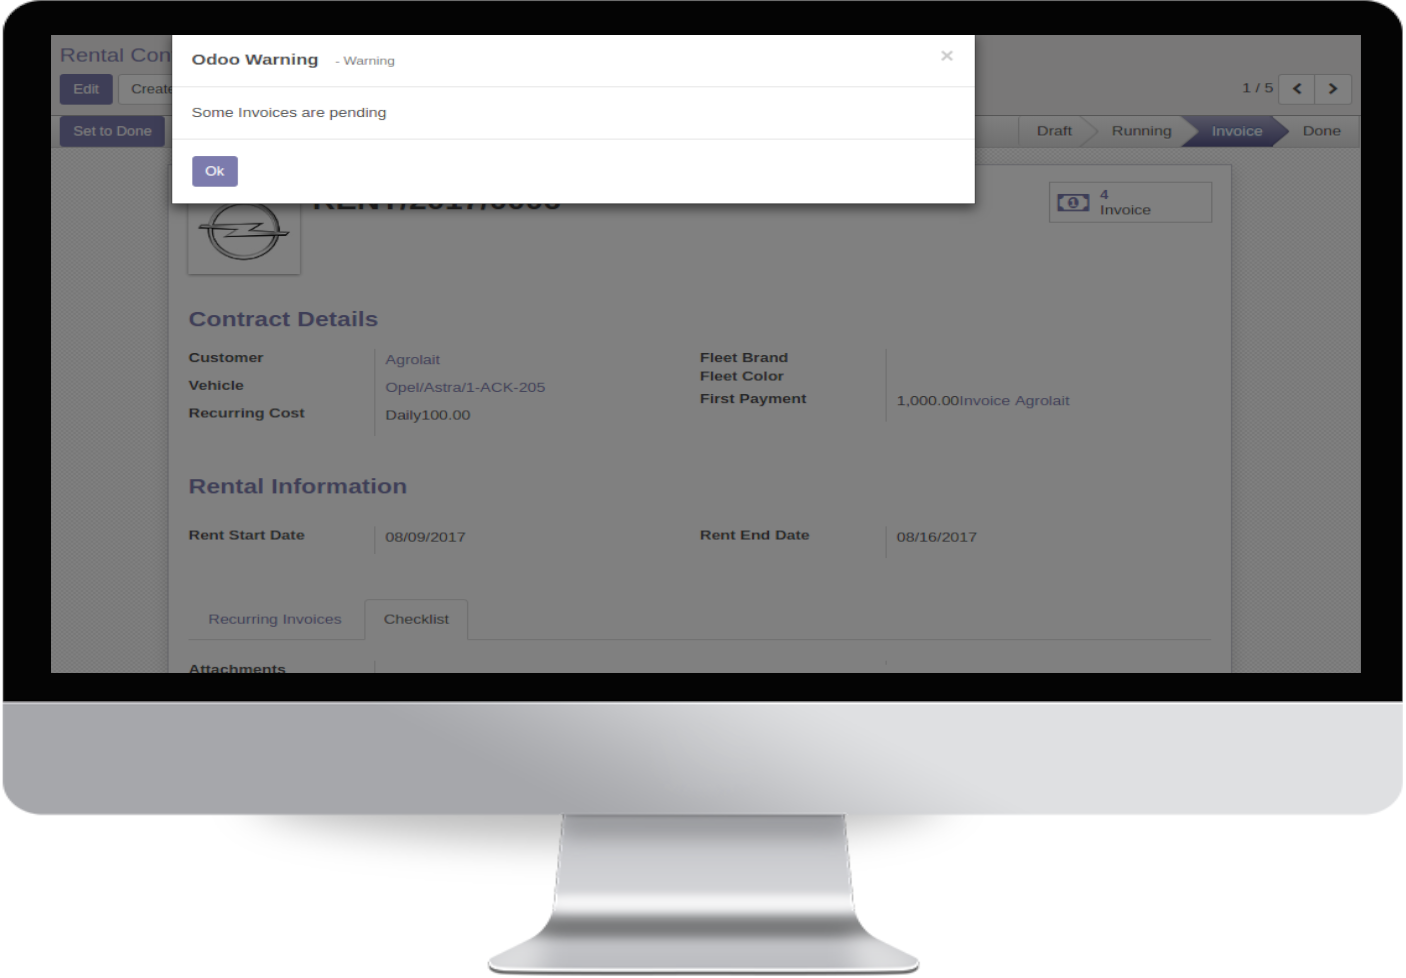 Rental Con
Odoo Warning - Warning
×
Edit
Create
1 / 5
Some Invoices are pending
Set to Done
Draft
Running
Invoice
Done
Ok
4
Invoice
Contract Details
Customer
Agrolait
Vehicle
Opel/Astra/1-ACK-205
Recurring Cost
Daily100.00
Fleet Brand
Fleet Color
First Payment
1,000.00Invoice Agrolait
Rental Information
Rent Start Date
08/09/2017
Rent End Date
08/16/2017
Recurring Invoices
Checklist
Attachments